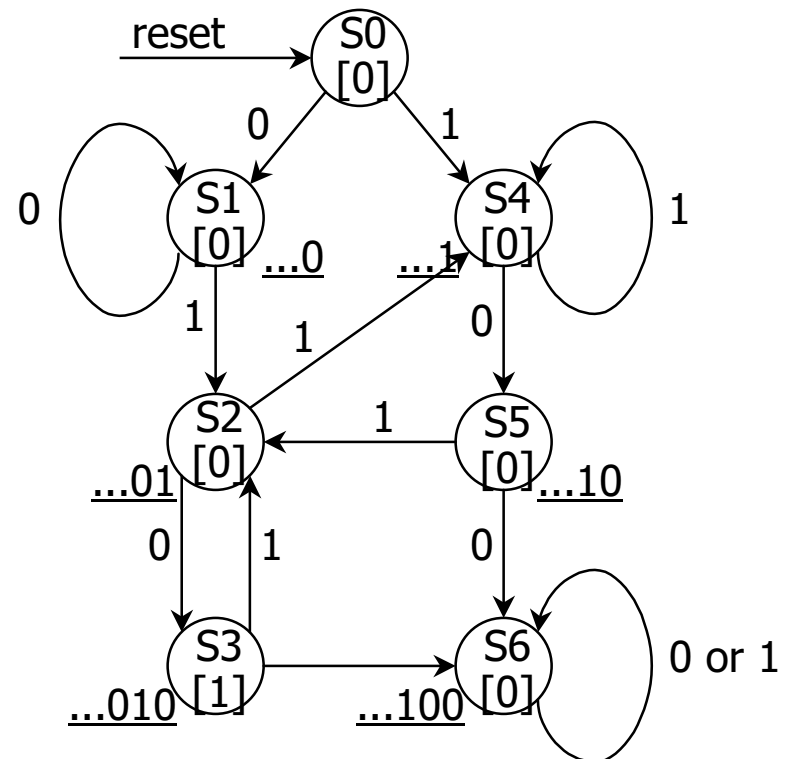 reset
S0
[0]
0
1
0
S1
[0]
...0
...1
S4
[0]
1
1
1
0
S2
[0]
...01
1
S5
[0]
...10
0
1
0
S3
[1]
...010
S6
[0]
...100
0 or 1